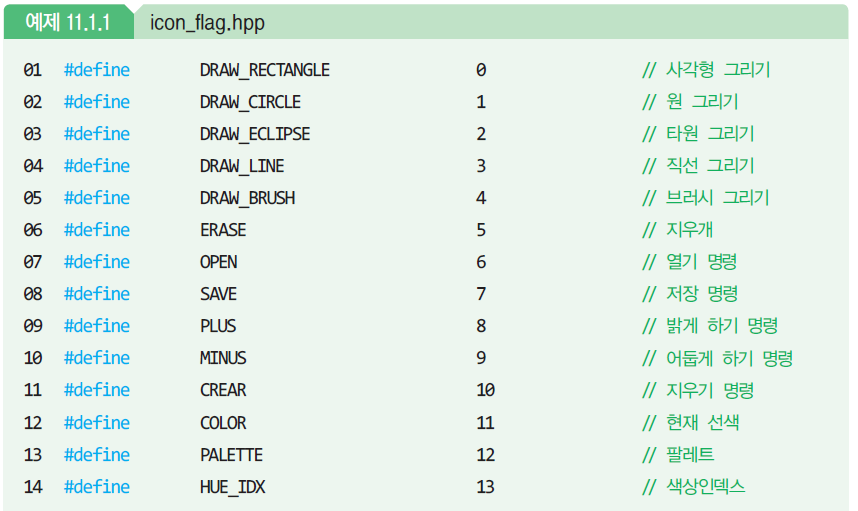 예제 11.1.1 icon_flag.hpp
01 #define DRAW_RECTANGLE 0 // 사각형 그리기
02 #define DRAW_CIRCLE 1 // 원 그리기
03 #define DRAW_ECLIPSE 2 // 타원 그리기
04 #define DRAW_LINE 3 // 직선 그리기
05 #define DRAW_BRUSH 4 // 브러시 그리기
06 #define ERASE 5 // 지우개
07 #define OPEN 6 // 열기 명령
08 #define SAVE 7 // 저장 명령
09 #define PLUS 8 // 밝게 하기 명령
10 #define MINUS 9 // 어둡게 하기 명령
11 #define CREAR 10 // 지우기 명령
12 #define COLOR 11 // 현재 선색
13 #define PALETTE 12 // 팔레트
14 #define HUE_IDX 13 // 색상인덱스